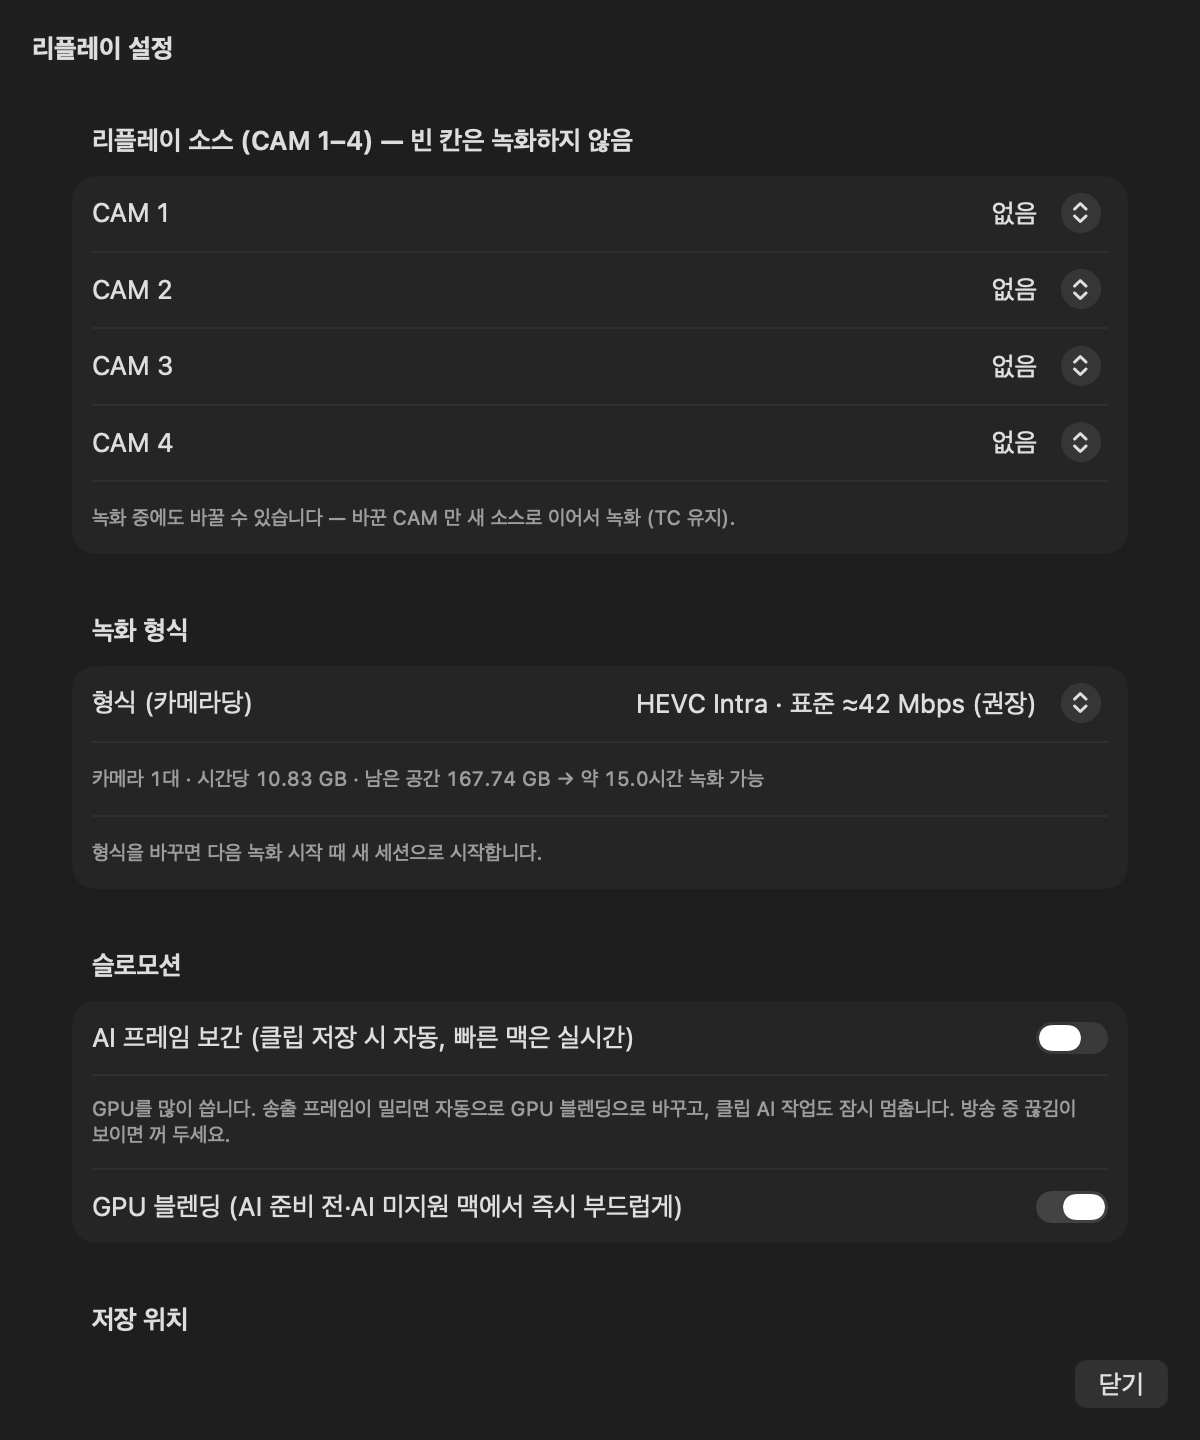 리플레이 설정
리플레이 소스 (CAM 1–4) — 빈 칸은 녹화하지 않음
CAM 1 없음
CAM 2 없음
CAM 3 없음
CAM 4 없음
녹화 중에도 바꿀 수 있습니다 — 바꾼 CAM 만 새 소스로 이어서 녹화 (TC 유지).
녹화 형식
형식 (카메라당) HEVC Intra · 표준 ≈42 Mbps (권장)
카메라 1대 · 시간당 10.83 GB · 남은 공간 167.74 GB → 약 15.0시간 녹화 가능
형식을 바꾸면 다음 녹화 시작 때 새 세션으로 시작합니다.
슬로모션
AI 프레임 보간 (클립 저장 시 자동, 빠른 맥은 실시간)
GPU를 많이 씁니다. 송출 프레임이 밀리면 자동으로 GPU 블렌딩으로 바꾸고, 클립 AI 작업도 잠시 멈춥니다. 방송 중 끊김이
보이면 꺼 두세요.
GPU 블렌딩 (AI 준비 전·AI 미지원 맥에서 즉시 부드럽게)
저장 위치
닫기